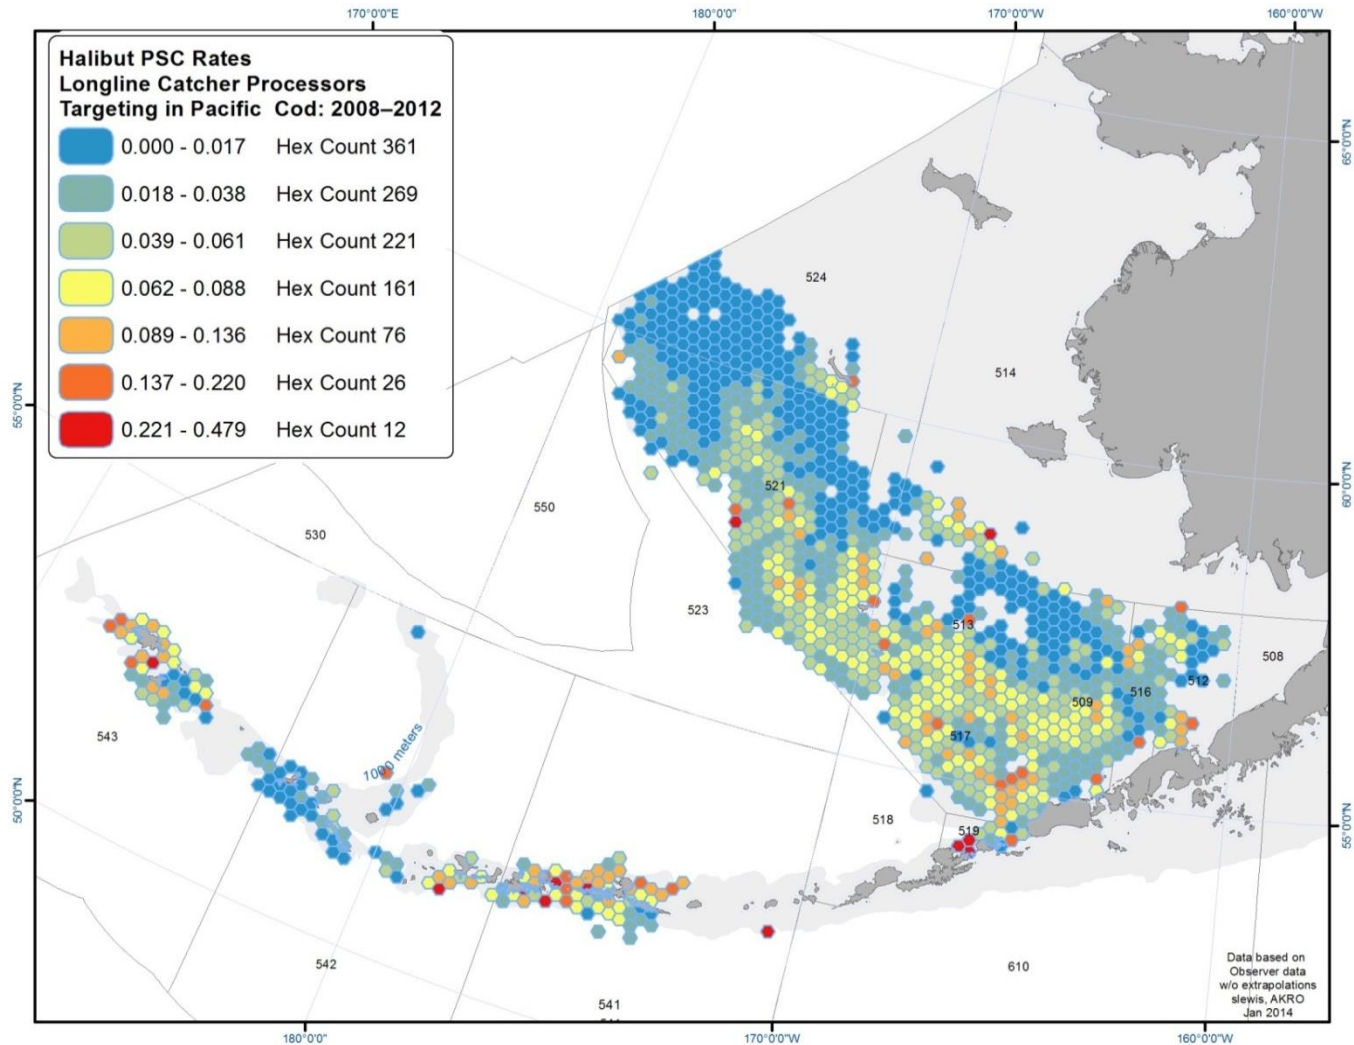 170°0'0"E 180°0'0" 170°0'0"W 160°0'0"W
Halibut PSC Rates
Longline Catcher Processors
Targeting in Pacific Cod: 2008–2012
0.000 - 0.017 Hex Count 361
0.018 - 0.038 Hex Count 269
0.039 - 0.061 Hex Count 221
0.062 - 0.088 Hex Count 161
0.089 - 0.136 Hex Count 76
0.137 - 0.220 Hex Count 26
0.221 - 0.479 Hex Count 12
65°0'0"N
524
514
55°0'0"N
60°0'0"N
521
550
530
523
513
508
512
516
509
543
517
1000 meters
50°0'0"N
518
519
55°0'0"N
542
610
541
Data based on
Observer data
w/o extrapolations
slewis, AKRO
Jan 2014
180°0'0" 170°0'0"W 160°0'0"W